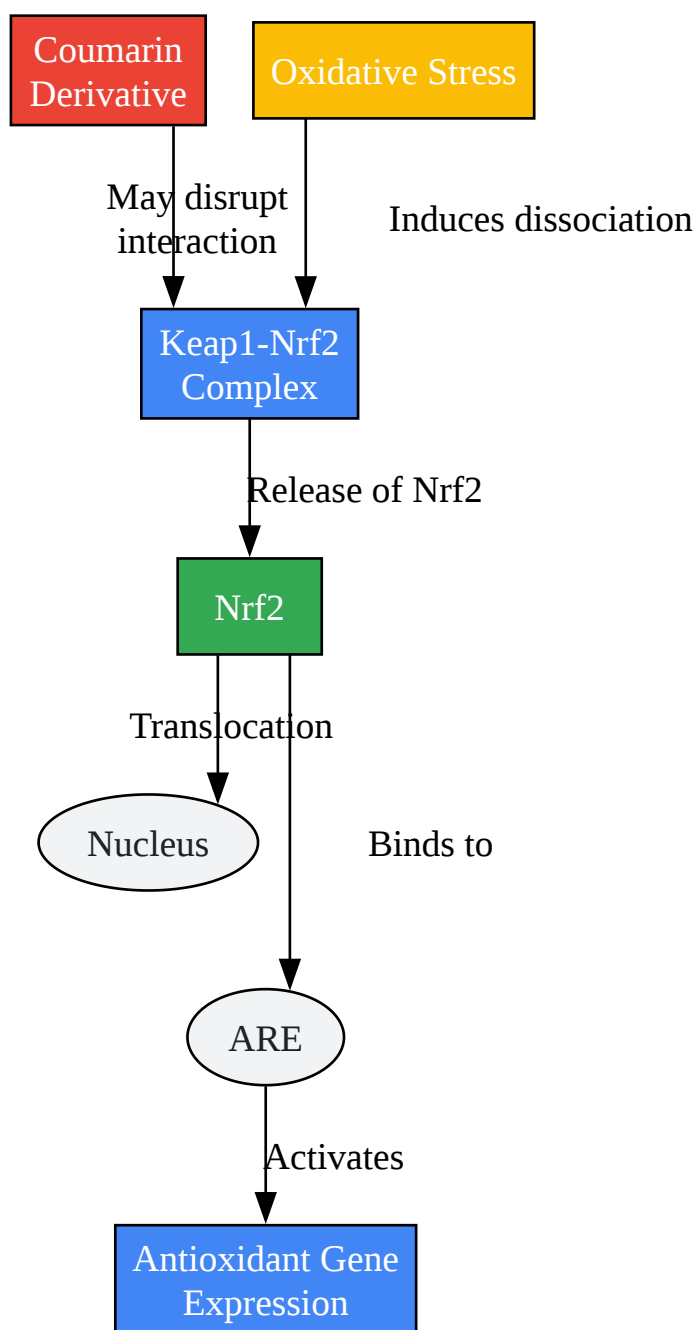 Coumarin
Derivative
Oxidative Stress
May disrupt
interaction
Induces dissociation
Keap1-Nrf2
Complex
Release of Nrf2
Nrf2
Translocation
Nucleus
Binds to
ARE
Activates
Antioxidant Gene
Expression